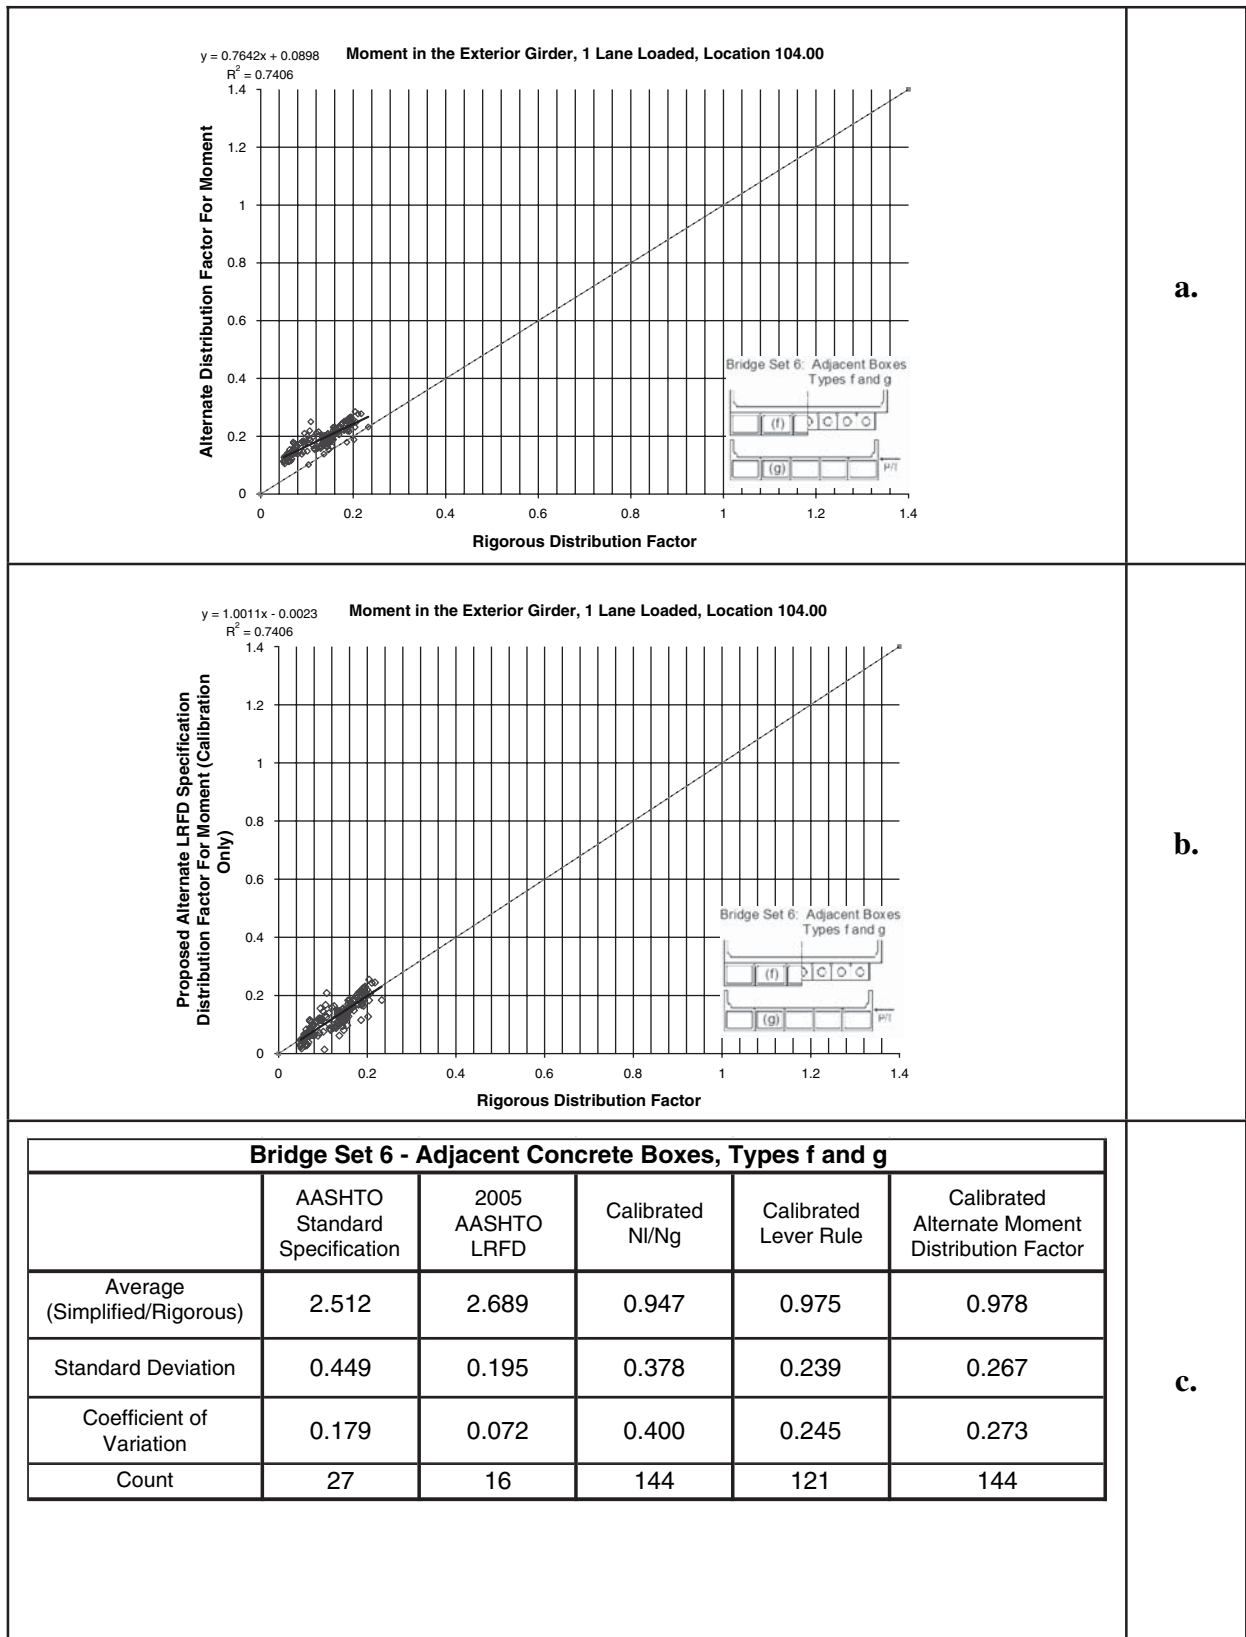 y = 0.7642x + 0.0898
R² = 0.7406
Moment in the Exterior Girder, 1 Lane Loaded, Location 104.00
Alternate Distribution Factor For Moment
1.4
1.2
1
0.8
0.6
0.4
0.2
0
0 0.2 0.4 0.6 0.8 1 1.2 1.4
Rigorous Distribution Factor
Bridge Set 6: Adjacent Boxes
Types f and g
(f)
(g)
P/T
a.
y = 1.0011x - 0.0023
R² = 0.7406
Moment in the Exterior Girder, 1 Lane Loaded, Location 104.00
Proposed Alternate LRFD Specification
Distribution Factor For Moment (Calibration
Only)
1.4
1.2
1
0.8
0.6
0.4
0.2
0
0 0.2 0.4 0.6 0.8 1 1.2 1.4
Rigorous Distribution Factor
Bridge Set 6: Adjacent Boxes
Types f and g
(f)
(g)
P/T
b.
Bridge Set 6 - Adjacent Concrete Boxes, Types f and g
AASHTO Standard Specification 2005 AASHTO LRFD Calibrated Nl/Ng Calibrated Lever Rule Calibrated Alternate Moment Distribution Factor
Average (Simplified/Rigorous) 2.512 2.689 0.947 0.975 0.978
Standard Deviation 0.449 0.195 0.378 0.239 0.267
Coefficient of Variation 0.179 0.072 0.400 0.245 0.273
Count 27 16 144 121 144
c.